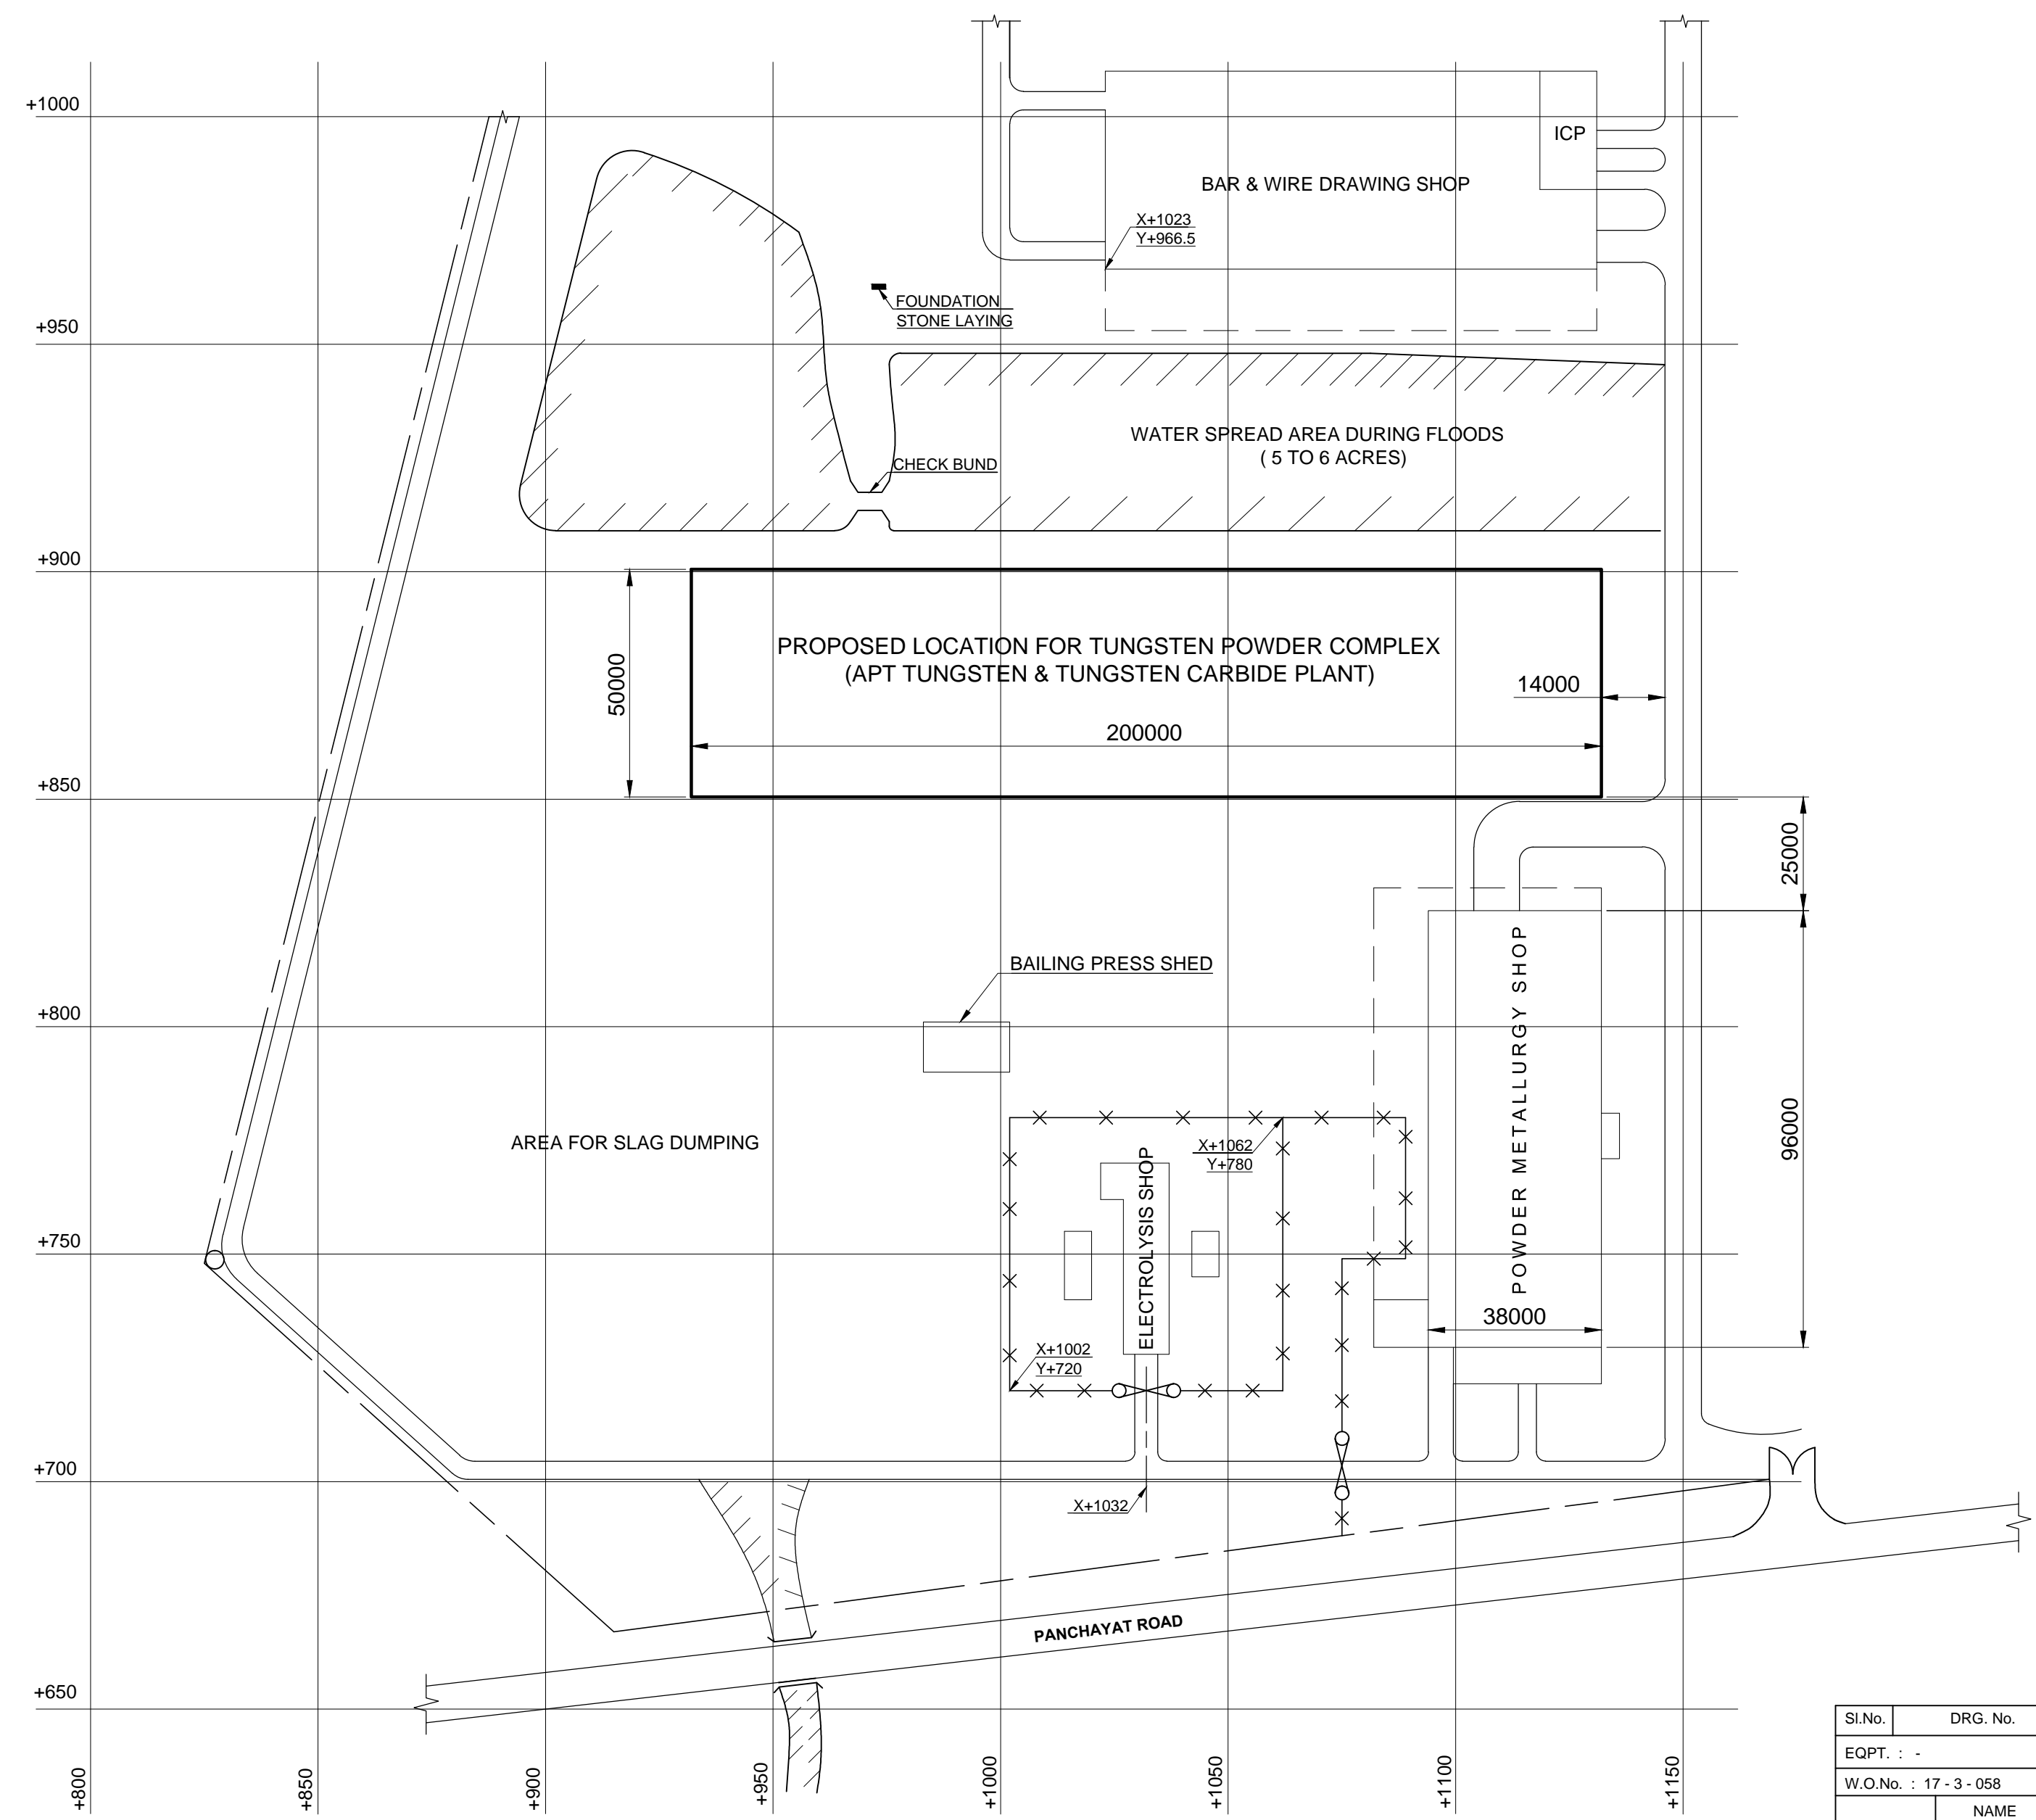 +1000
ICP
BAR & WIRE DRAWING SHOP
X+1023
Y+966.5
FOUNDATION
STONE LAYING
+950
WATER SPREAD AREA DURING FLOODS
( 5 TO 6 ACRES)
CHECK BUND
+900
PROPOSED LOCATION FOR TUNGSTEN POWDER COMPLEX
(APT TUNGSTEN & TUNGSTEN CARBIDE PLANT)
50000
14000
200000
+850
25000
BAILING PRESS SHED
+800
POWDER METALLURGY SHOP
96000
AREA FOR SLAG DUMPING
X+1062
Y+780
ELECTROLYSIS SHOP
+750
38000
X+1002
Y+720
+700
X+1032
PANCHAYAT ROAD
+650
+800
+850
+900
+950
+1000
+1050
+1100
+1150
SI.No.
DRG. No.
EQPT. : -
W.O.No. : 17 - 3 - 058
NAME